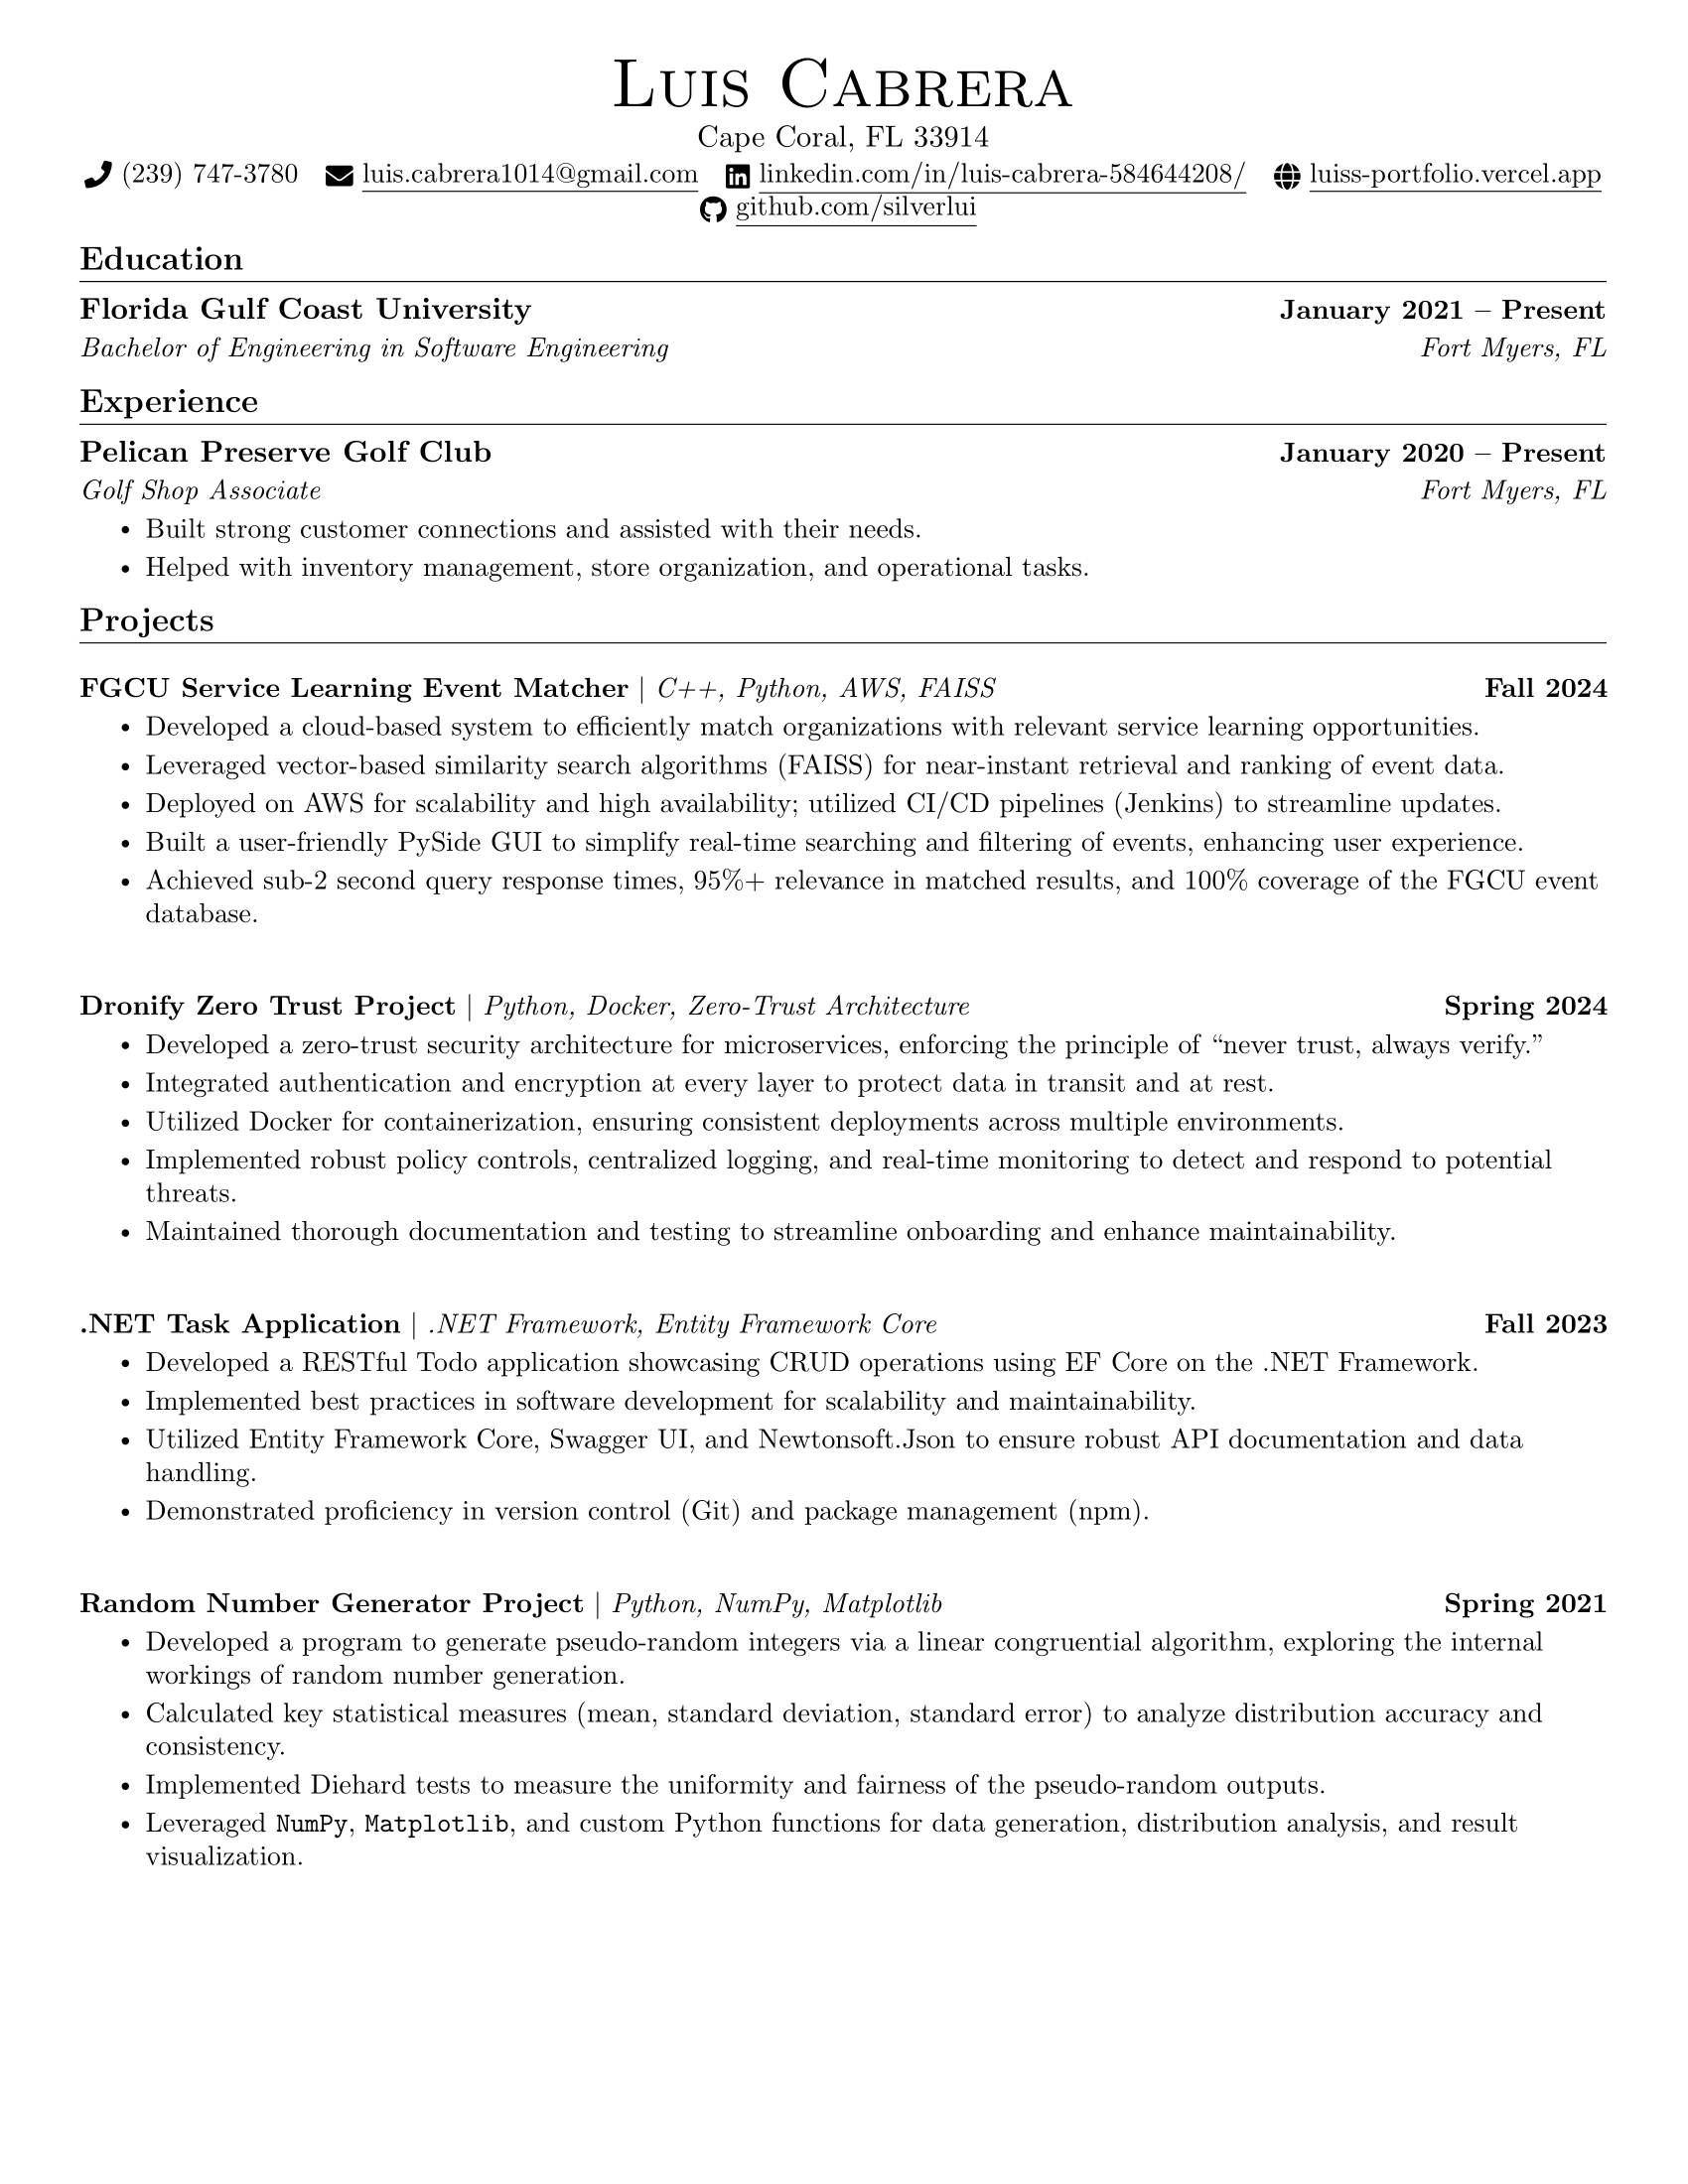 Luis Cabrera
Cape Coral, FL 33914
(239) 747-3780 luis.cabrera1014@gmail.com linkedin.com/in/luis-cabrera-584644208/ luiss-portfolio.vercel.app
github.com/silverlui
Education
Florida Gulf Coast University January 2021 – Present
Bachelor of Engineering in Software Engineering Fort Myers, FL
Experience
Pelican Preserve Golf Club January 2020 – Present
Golf Shop Associate Fort Myers, FL
• Built strong customer connections and assisted with their needs.
• Helped with inventory management, store organization, and operational tasks.
Projects
FGCU Service Learning Event Matcher | C++, Python, AWS, FAISS Fall 2024
• Developed a cloud-based system to efficiently match organizations with relevant service learning opportunities.
• Leveraged vector-based similarity search algorithms (FAISS) for near-instant retrieval and ranking of event data.
• Deployed on AWS for scalability and high availability; utilized CI/CD pipelines (Jenkins) to streamline updates.
• Built a user-friendly PySide GUI to simplify real-time searching and filtering of events, enhancing user experience.
• Achieved sub-2 second query response times, 95%+ relevance in matched results, and 100% coverage of the FGCU event
database.
Dronify Zero Trust Project | Python, Docker, Zero-Trust Architecture Spring 2024
• Developed a zero-trust security architecture for microservices, enforcing the principle of “never trust, always verify.”
• Integrated authentication and encryption at every layer to protect data in transit and at rest.
• Utilized Docker for containerization, ensuring consistent deployments across multiple environments.
• Implemented robust policy controls, centralized logging, and real-time monitoring to detect and respond to potential
threats.
• Maintained thorough documentation and testing to streamline onboarding and enhance maintainability.
.NET Task Application | .NET Framework, Entity Framework Core Fall 2023
• Developed a RESTful Todo application showcasing CRUD operations using EF Core on the .NET Framework.
• Implemented best practices in software development for scalability and maintainability.
• Utilized Entity Framework Core, Swagger UI, and Newtonsoft.Json to ensure robust API documentation and data
handling.
• Demonstrated proficiency in version control (Git) and package management (npm).
Random Number Generator Project | Python, NumPy, Matplotlib Spring 2021
• Developed a program to generate pseudo-random integers via a linear congruential algorithm, exploring the internal
workings of random number generation.
• Calculated key statistical measures (mean, standard deviation, standard error) to analyze distribution accuracy and
consistency.
• Implemented Diehard tests to measure the uniformity and fairness of the pseudo-random outputs.
• Leveraged NumPy, Matplotlib, and custom Python functions for data generation, distribution analysis, and result
visualization.